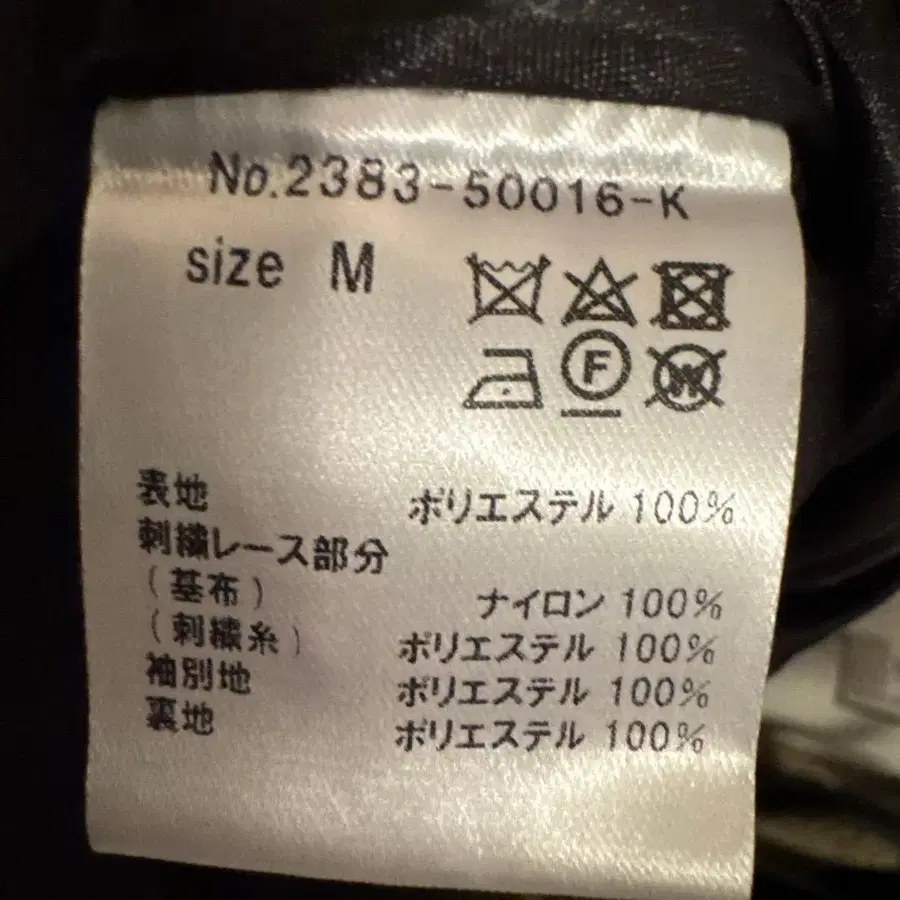 No.2383-50016-K
size M
F
W
表地 ポリエステル 100%
刺繍レース部分
(基布) ナイロン 100%
(刺繍糸) ポリエステル 100%
袖別地 ポリエステル 100%
裏地 ポリエステル 100%